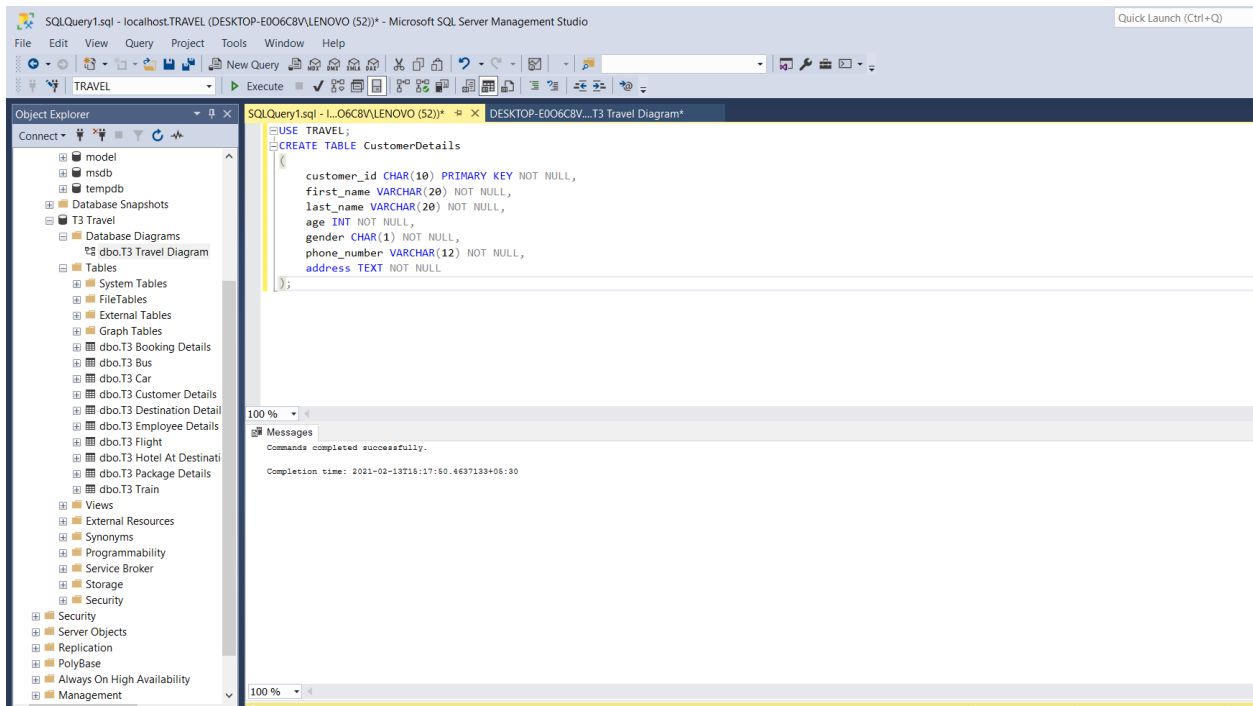 SQLQuery1.sql - localhost.TRAVEL (DESKTOP-E0O6C8V\LENOVO (52))* - Microsoft SQL Server Management Studio
Quick Launch (Ctrl+Q)
File Edit View Query Project Tools Window Help
New Query
MDX DMX XMLA DAX
TRAVEL
Execute
Object Explorer
Connect
model
msdb
tempdb
Database Snapshots
T3 Travel
Database Diagrams
dbo.T3 Travel Diagram
Tables
System Tables
FileTables
External Tables
Graph Tables
dbo.T3 Booking Details
dbo.T3 Bus
dbo.T3 Car
dbo.T3 Customer Details
dbo.T3 Destination Detail
dbo.T3 Employee Details
dbo.T3 Flight
dbo.T3 Hotel At Destinati
dbo.T3 Package Details
dbo.T3 Train
Views
External Resources
Synonyms
Programmability
Service Broker
Storage
Security
Security
Server Objects
Replication
PolyBase
Always On High Availability
Management
SQLQuery1.sql - l...O6C8V\LENOVO (52))*
DESKTOP-E0O6C8V....T3 Travel Diagram*
USE TRAVEL;
CREATE TABLE CustomerDetails
(
customer_id CHAR(10) PRIMARY KEY NOT NULL,
first_name VARCHAR(20) NOT NULL,
last_name VARCHAR(20) NOT NULL,
age INT NOT NULL,
gender CHAR(1) NOT NULL,
phone_number VARCHAR(12) NOT NULL,
address TEXT NOT NULL
);
100 %
Messages
Commands completed successfully.
Completion time: 2021-02-13T15:17:50.4637133+05:30
100 %